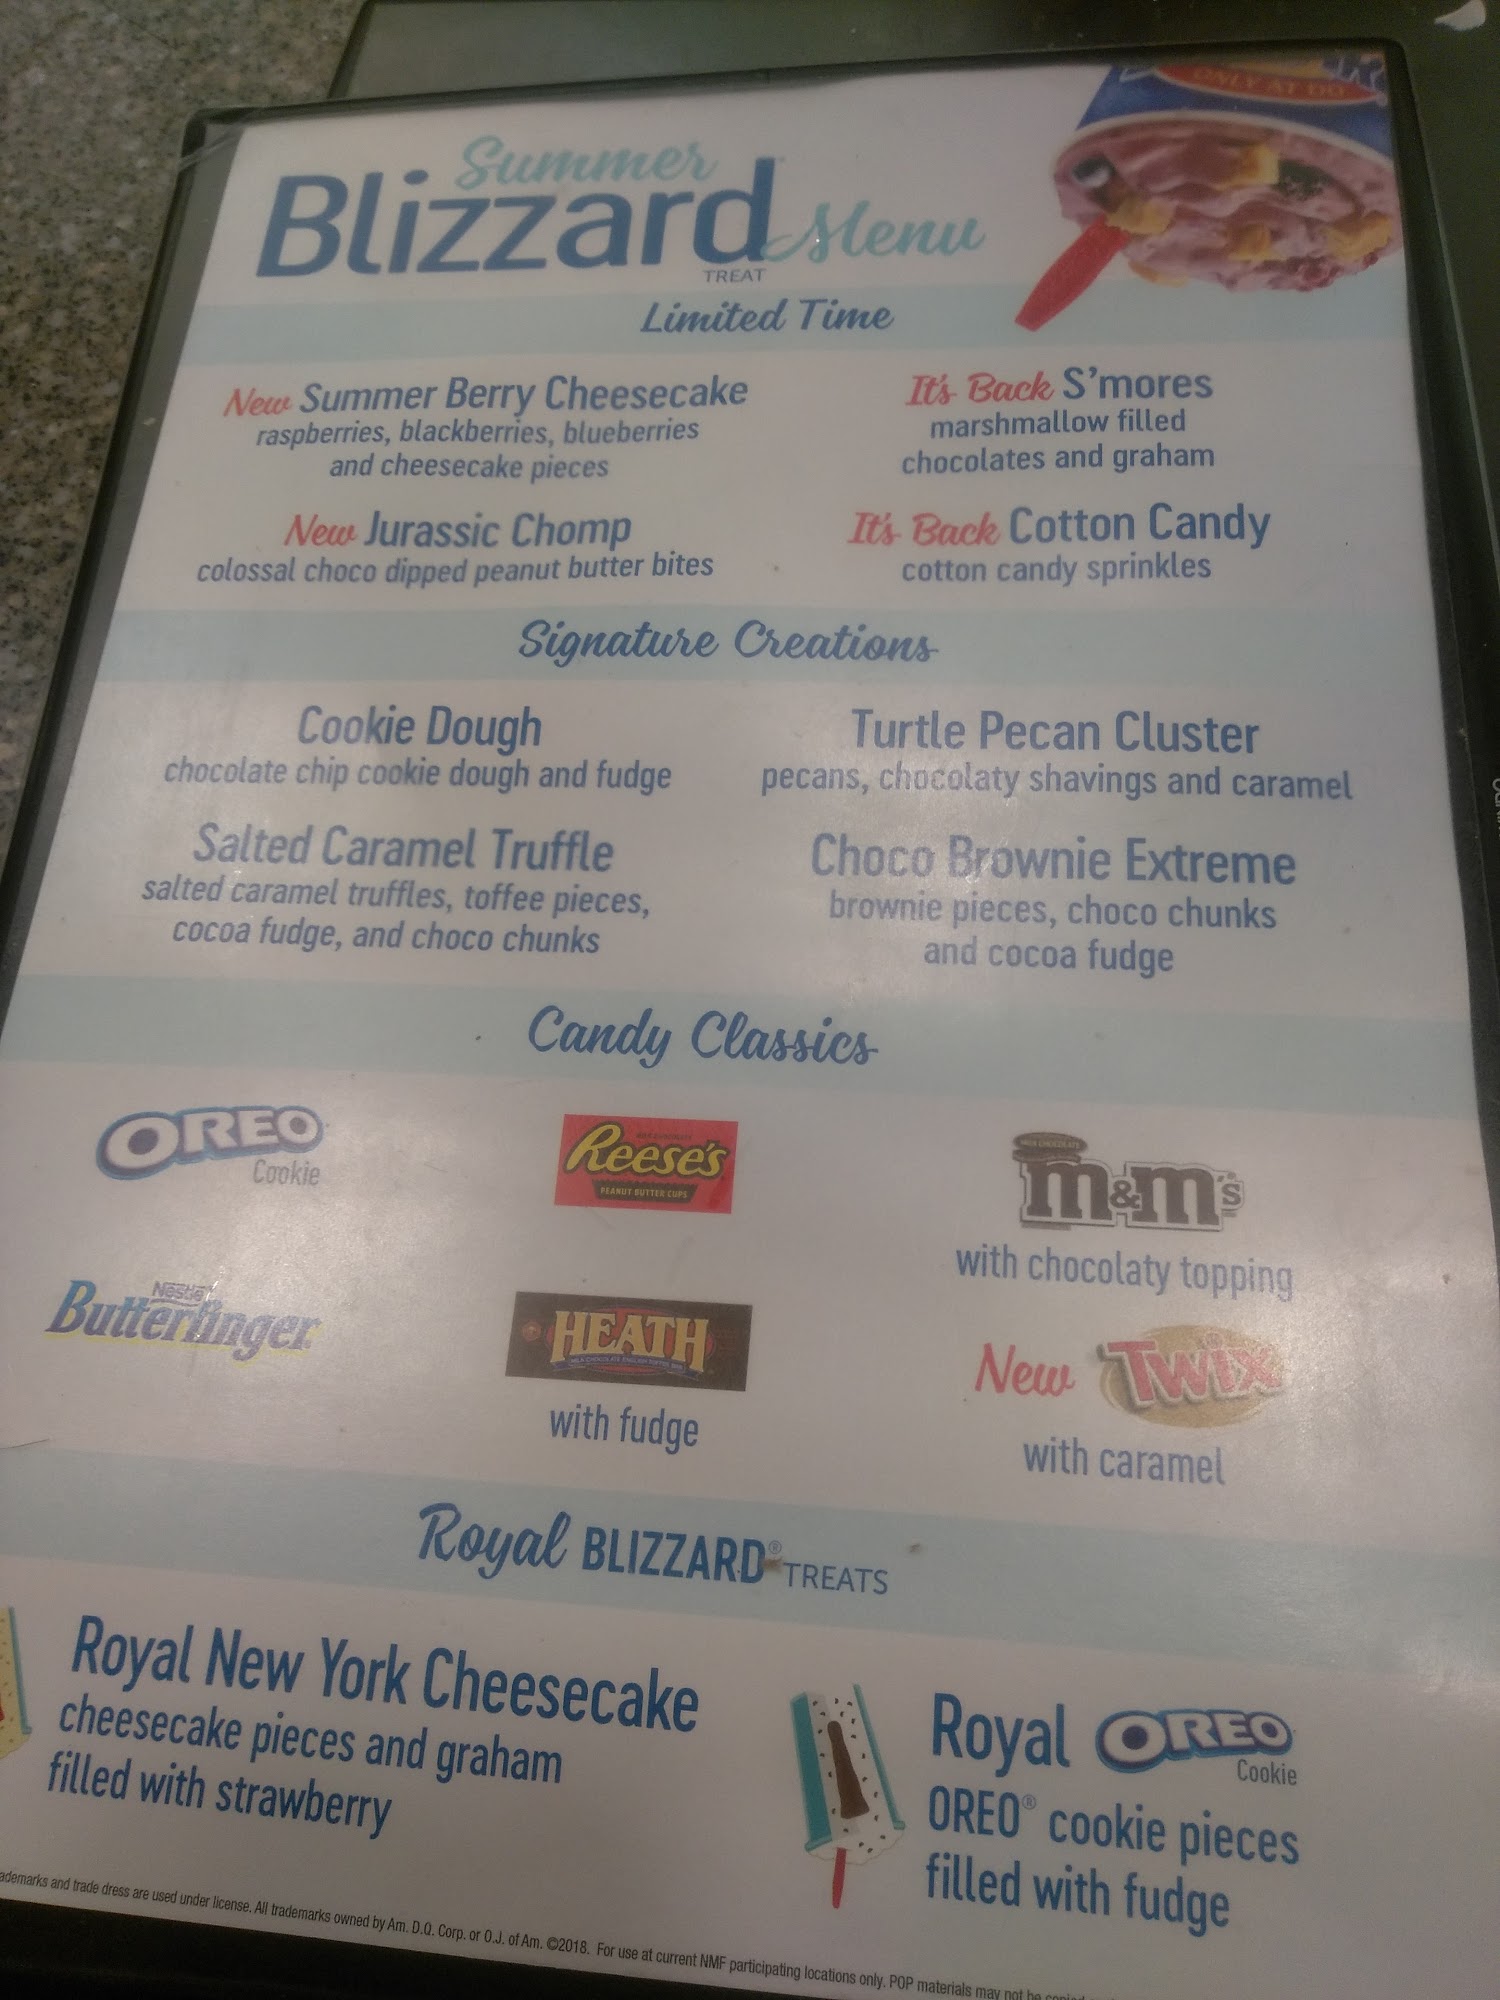 ONLY AT DQ
Summer
Blizzard Menu
TREAT
Limited Time
New Summer Berry Cheesecake
raspberries, blackberries, blueberries
and cheesecake pieces
It's Back S'mores
marshmallow filled
chocolates and graham
New Jurassic Chomp
colossal choco dipped peanut butter bites
It's Back Cotton Candy
cotton candy sprinkles
Signature Creations
Cookie Dough
chocolate chip cookie dough and fudge
Turtle Pecan Cluster
pecans, chocolaty shavings and caramel
Salted Caramel Truffle
salted caramel truffles, toffee pieces,
cocoa fudge, and choco chunks
Choco Brownie Extreme
brownie pieces, choco chunks
and cocoa fudge
Candy Classics
OREO
Cookie
REESE'S
PEANUT BUTTER CUPS
MILK CHOCOLATE
m&m's
with chocolaty topping
Nestle
Butterfinger
HEATH
MILK CHOCOLATE ENGLISH TOFFEE BAR
with fudge
New TWIX
with caramel
Royal BLIZZARD® TREATS
Royal New York Cheesecake
cheesecake pieces and graham
filled with strawberry
Royal OREO
Cookie
OREO® cookie pieces
filled with fudge
trade dress are used under license. All trademarks owned by Am. D.Q. Corp. or O.J. of Am. ©2018. For use at current NMF participating locations only. POP materials may not be